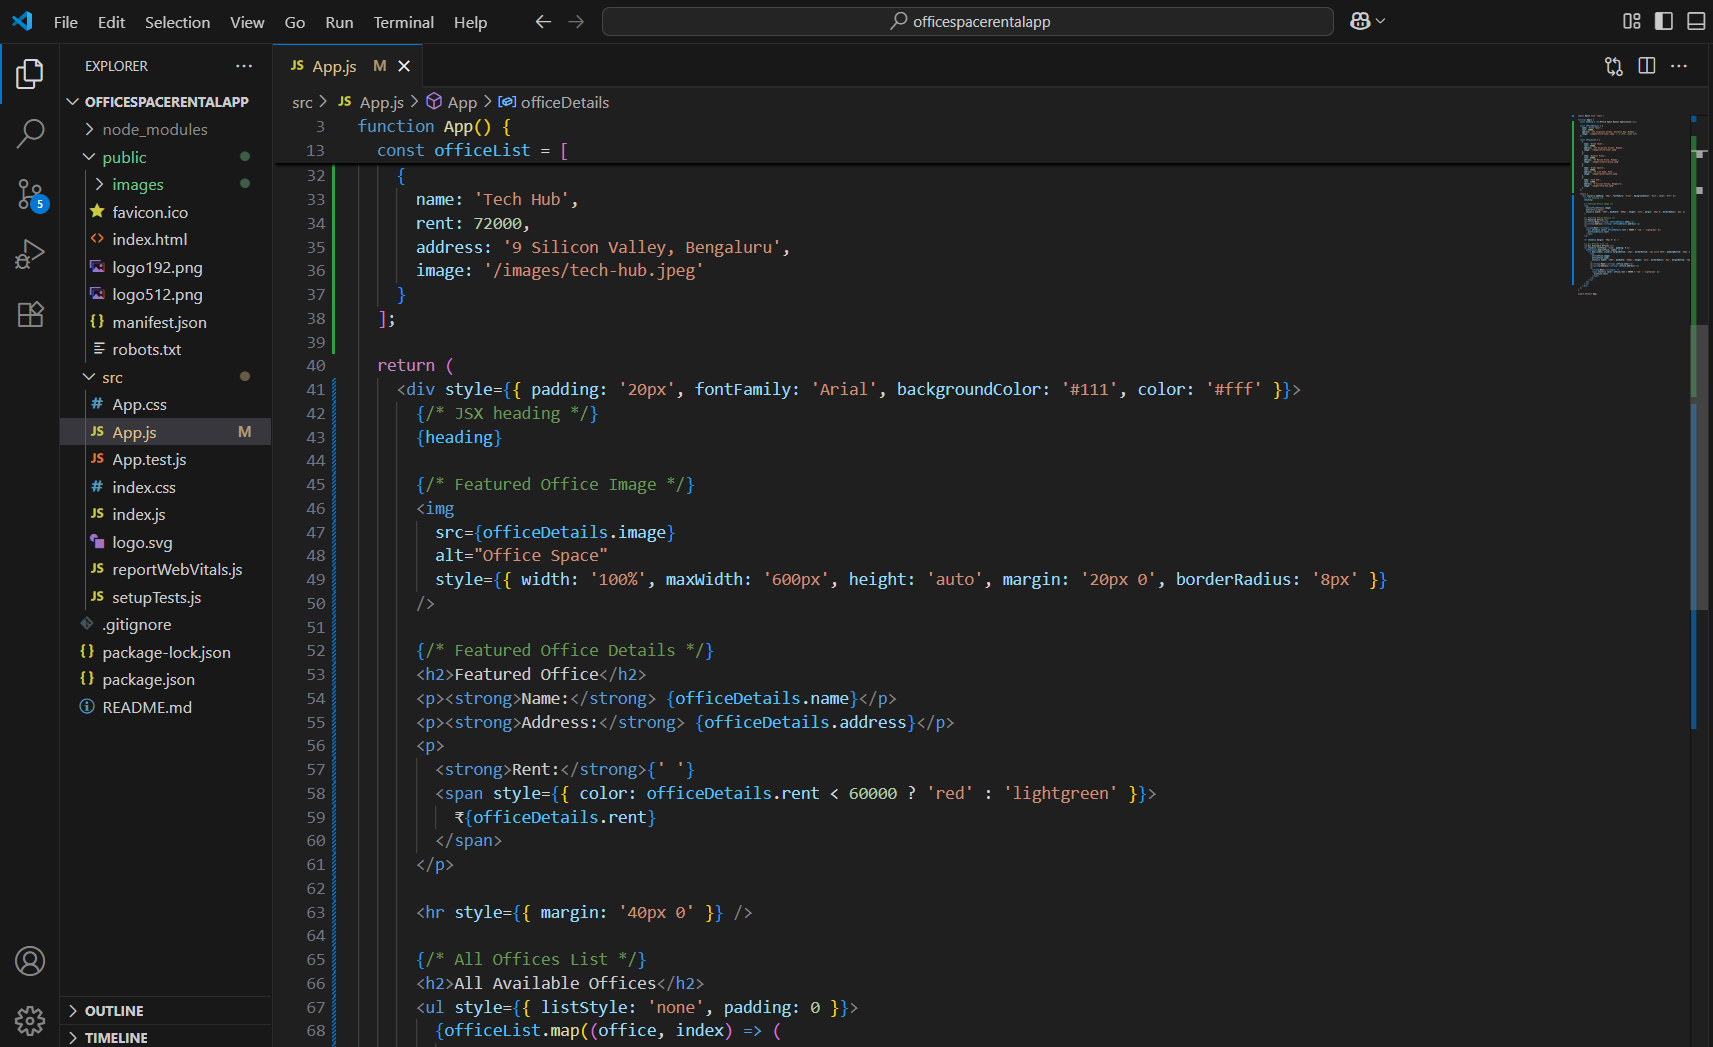 File Edit Selection View Go Run Terminal Help
officespacerentalapp
EXPLORER
OFFICESPACERENTALAPP
node_modules
public
images
favicon.ico
index.html
logo192.png
logo512.png
manifest.json
robots.txt
src
App.css
JS App.js M
JS App.test.js
index.css
JS index.js
logo.svg
JS reportWebVitals.js
JS setupTests.js
.gitignore
package-lock.json
package.json
README.md
OUTLINE
TIMELINE
5
JS App.js M
src > JS App.js > App > officeDetails
3 function App() {
13 const officeList = [
32 {
33 name: 'Tech Hub',
34 rent: 72000,
35 address: '9 Silicon Valley, Bengaluru',
36 image: '/images/tech-hub.jpeg'
37 }
38 ];
39
40 return (
41 <div style={{ padding: '20px', fontFamily: 'Arial', backgroundColor: '#111', color: '#fff' }}>
42 {/* JSX heading */}
43 {heading}
44
45 {/* Featured Office Image */}
46 <img
47 src={officeDetails.image}
48 alt="Office Space"
49 style={{ width: '100%', maxWidth: '600px', height: 'auto', margin: '20px 0', borderRadius: '8px' }}
50 />
51
52 {/* Featured Office Details */}
53 <h2>Featured Office</h2>
54 <p><strong>Name:</strong> {officeDetails.name}</p>
55 <p><strong>Address:</strong> {officeDetails.address}</p>
56 <p>
57 <strong>Rent:</strong>{' '}
58 <span style={{ color: officeDetails.rent < 60000 ? 'red' : 'lightgreen' }}>
59 ₹{officeDetails.rent}
60 </span>
61 </p>
62
63 <hr style={{ margin: '40px 0' }} />
64
65 {/* All Offices List */}
66 <h2>All Available Offices</h2>
67 <ul style={{ listStyle: 'none', padding: 0 }}>
68 {officeList.map((office, index) => (